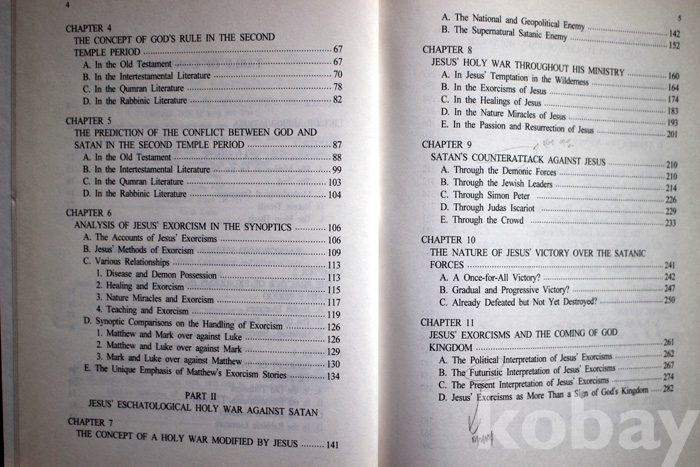 4
CHAPTER 4
THE CONCEPT OF GOD'S RULE IN THE SECOND
TEMPLE PERIOD 67
A. In the Old Testament 67
B. In the Intertestamental Literature 70
C. In the Qumran Literature 78
D. In the Rabbinic Literature 82
CHAPTER 5
THE PREDICTION OF THE CONFLICT BETWEEN GOD AND
SATAN IN THE SECOND TEMPLE PERIOD 87
A. In the Old Testament 88
B. In the Intertestamental Literature 99
C. In the Qumran Literature 103
D. In the Rabbinic Literature 104
CHAPTER 6
ANALYSIS OF JESUS' EXORCISM IN THE SYNOPTICS 106
A. The Accounts of Jesus' Exorcisms 106
B. Jesus' Methods of Exorcism 109
C. Various Relationships 113
1. Disease and Demon Possession 113
2. Healing and Exorcism 115
3. Nature Miracles and Exorcism 117
4. Teaching and Exorcism 119
D. Synoptic Comparisons on the Handling of Exorcism 126
1. Matthew and Mark over against Luke 126
2. Matthew and Luke over against Mark 129
3. Mark and Luke over against Matthew 130
E. The Unique Emphasis of Matthew's Exorcism Stories 134
PART II
JESUS' ESCHATOLOGICAL HOLY WAR AGAINST SATAN
CHAPTER 7
THE CONCEPT OF A HOLY WAR MODIFIED BY JESUS 141
5
A. The National and Geopolitical Enemy 142
B. The Supernatural Satanic Enemy 152
CHAPTER 8
JESUS' HOLY WAR THROUGHOUT HIS MINISTRY 160
A. In Jesus' Temptation in the Wilderness 164
B. In the Exorcisms of Jesus 174
C. In the Healings of Jesus 183
D. In the Nature Miracles of Jesus 193
E. In the Passion and Resurrection of Jesus 201
CHAPTER 9
SATAN'S COUNTERATTACK AGAINST JESUS 210
A. Through the Demonic Forces 210
B. Through the Jewish Leaders 214
C. Through Simon Peter 226
D. Through Judas Iscariot 229
E. Through the Crowd 233
CHAPTER 10
THE NATURE OF JESUS' VICTORY OVER THE SATANIC
FORCES 241
A. A Once-for-All Victory? 242
B. Gradual and Progressive Victory? 247
C. Already Defeated but Not Yet Destroyed? 250
CHAPTER 11
JESUS' EXORCISMS AND THE COMING OF GOD
KINGDOM 261
A. The Political Interpretation of Jesus' Exorcisms 262
B. The Futuristic Interpretation of Jesus' Exorcisms 267
C. The Present Interpretation of Jesus' Exorcisms 274
D. Jesus' Exorcisms as More Than a Sign of God's Kingdom 282
kobay